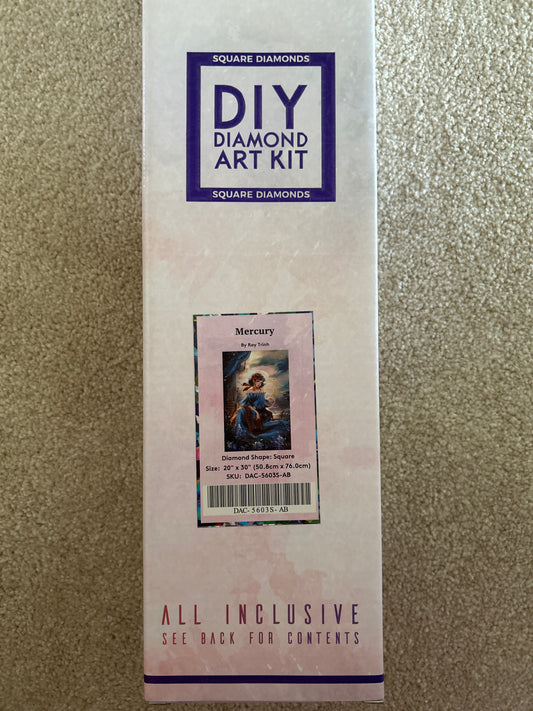 SQUARE DIAMONDS
DIY
DIAMOND
ART KIT
SQUARE DIAMONDS
Mercury
By Roy Trinh
Diamond Shape: Square
Size: 20" x 30" (50.8cm x 76.0cm)
SKU: DAC-5603S-AB
DAC- 5603S- AB
ALL INCLUSIVE
SEE BACK FOR CONTENTS